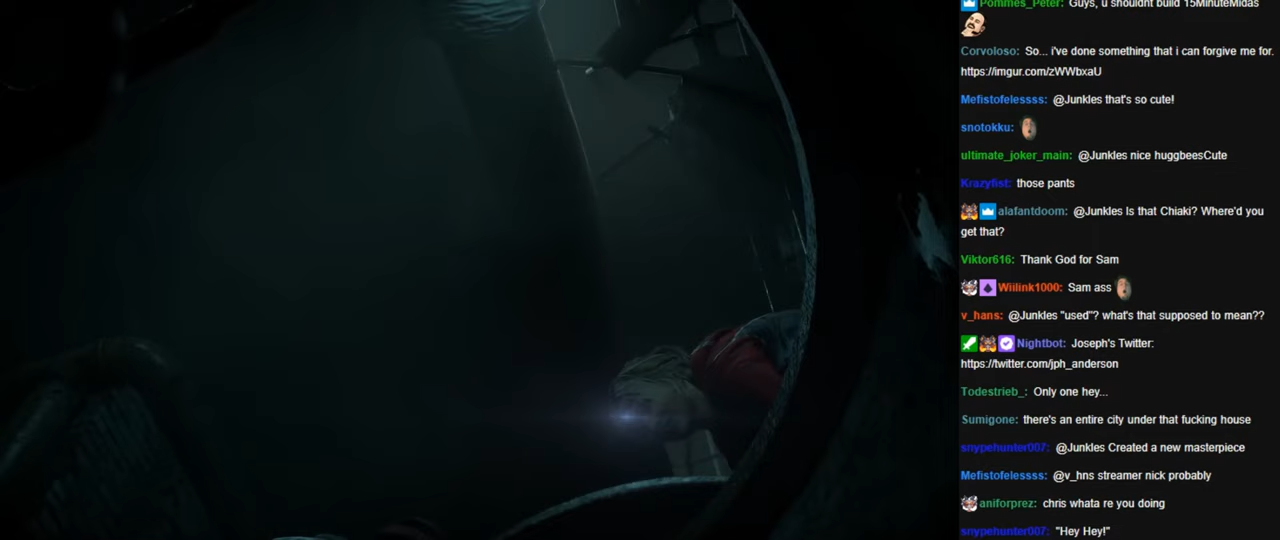 Pommes_Peter: Guys, u shouldnt build 15MinuteMidas
Corvoloso: So... i've done something that i can forgive me for.
https://imgur.com/zWWbxaU
Mefistofelessss: @Junkles that's so cute!
snotokku:
ultimate_joker_main: @Junkles nice huggbeesCute
Krazyfist: those pants
alafantdoom: @Junkles Is that Chiaki? Where'd you
get that?
Viktor616: Thank God for Sam
Wiilink1000: Sam ass
v_hans: @Junkles "used"? what's that supposed to mean??
Nightbot: Joseph's Twitter:
https://twitter.com/jph_anderson
Todestrieb_: Only one hey...
Sumigone: there's an entire city under that fucking house
snypehunter007: @Junkles Created a new masterpiece
Mefistofelessss: @v_hns streamer nick probably
aniforprez: chris whata re you doing
snypehunter007: "Hey Hey!"